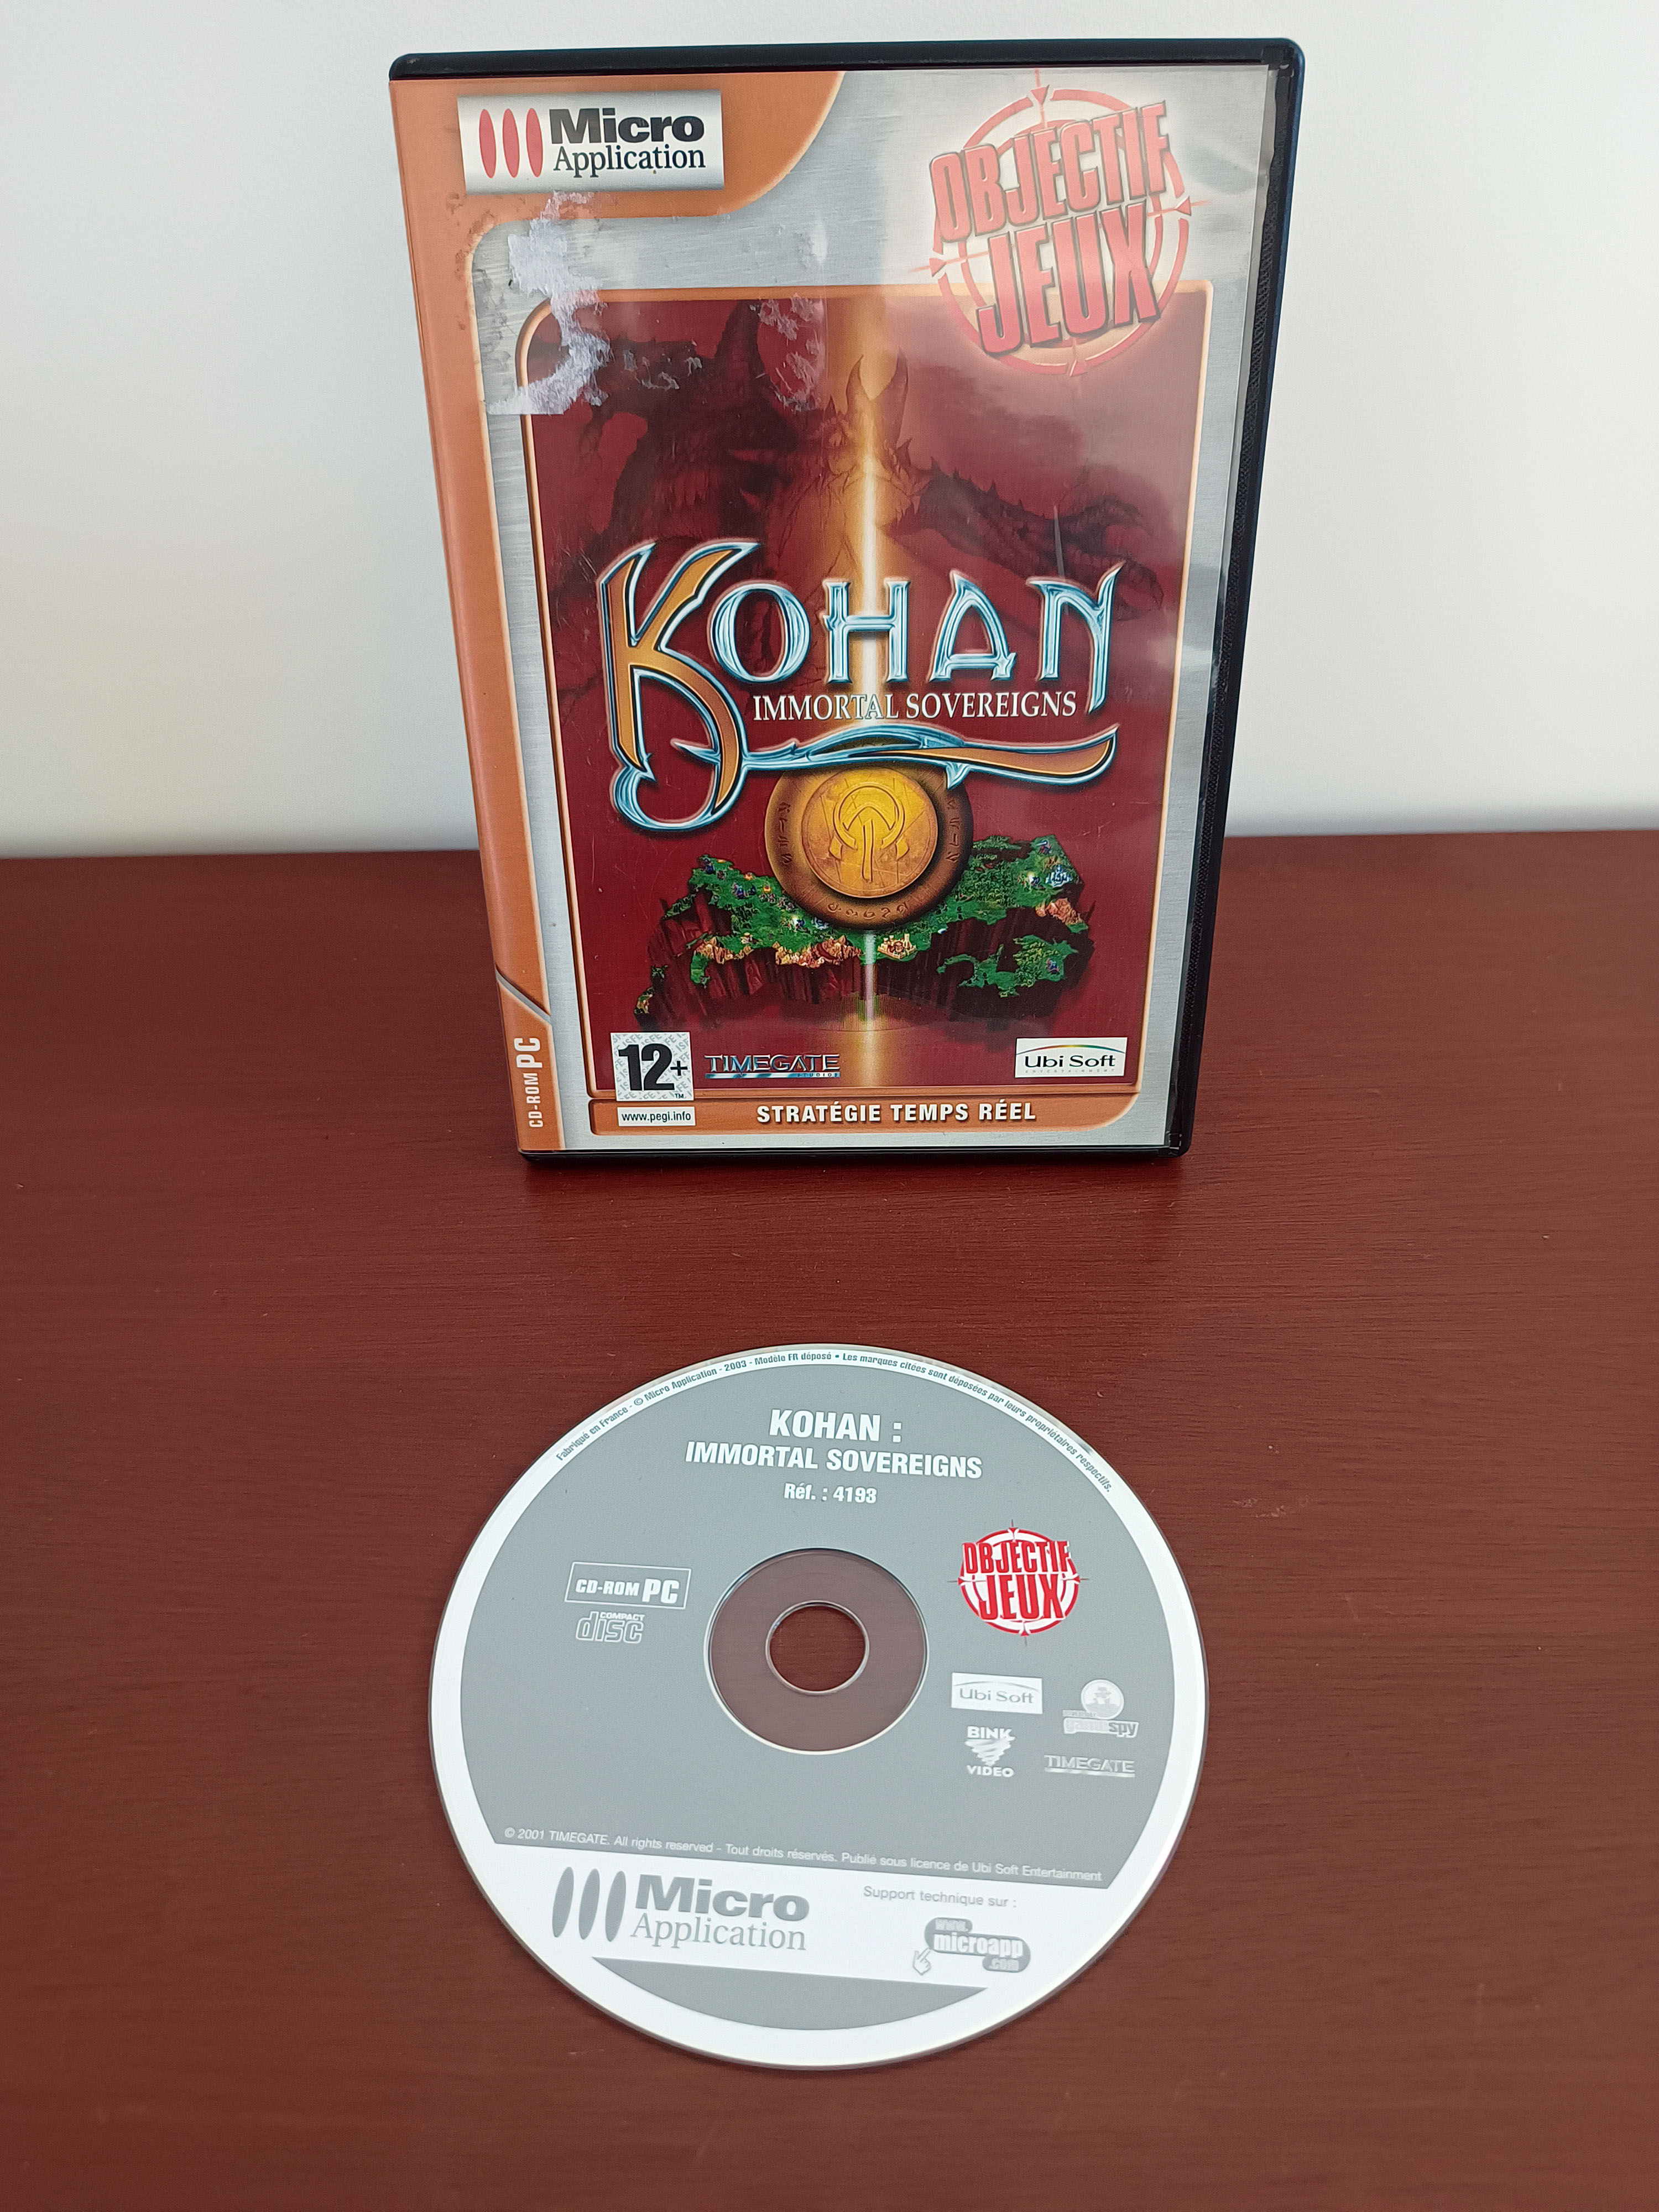 Micro
Application
OBJECTIF
JEUX
KOHAN
IMMORTAL SOVEREIGNS
CD-ROM PC
12+
www.pegi.info
TIMEGATE
STUDIOS
Ubi Soft
ENTERTAINMENT
STRATÉGIE TEMPS RÉEL
Fabriqué en France - © Micro Application - 2003 - Modèle FR déposé • Les marques citées sont déposées par leurs propriétaires respectifs.
KOHAN :
IMMORTAL SOVEREIGNS
Réf. : 4193
CD-ROM PC
COMPACT
disc
OBJECTIF
JEUX
Ubi Soft
gamespy
BINK
VIDEO
TIMEGATE
© 2001 TIMEGATE. All rights reserved - Tout droits réservés. Publié sous licence de Ubi Soft Entertainment
Micro
Application
Support technique sur :
www.
microapp
.com